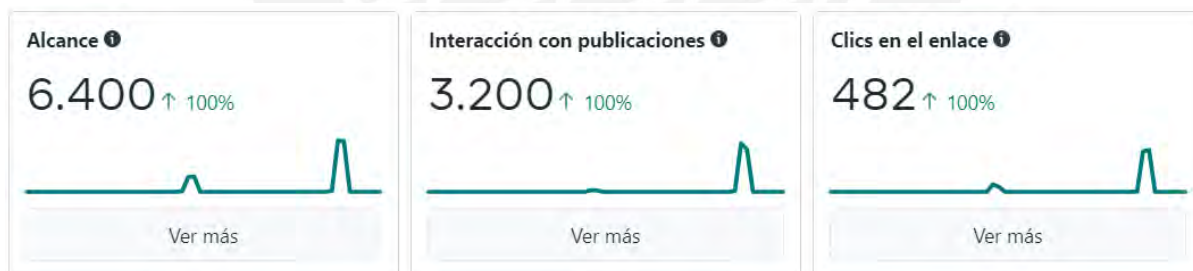 Alcance
6.400 ↑ 100%
Ver más
Interacción con publicaciones
3.200 ↑ 100%
Ver más
Clics en el enlace
482 ↑ 100%
Ver más